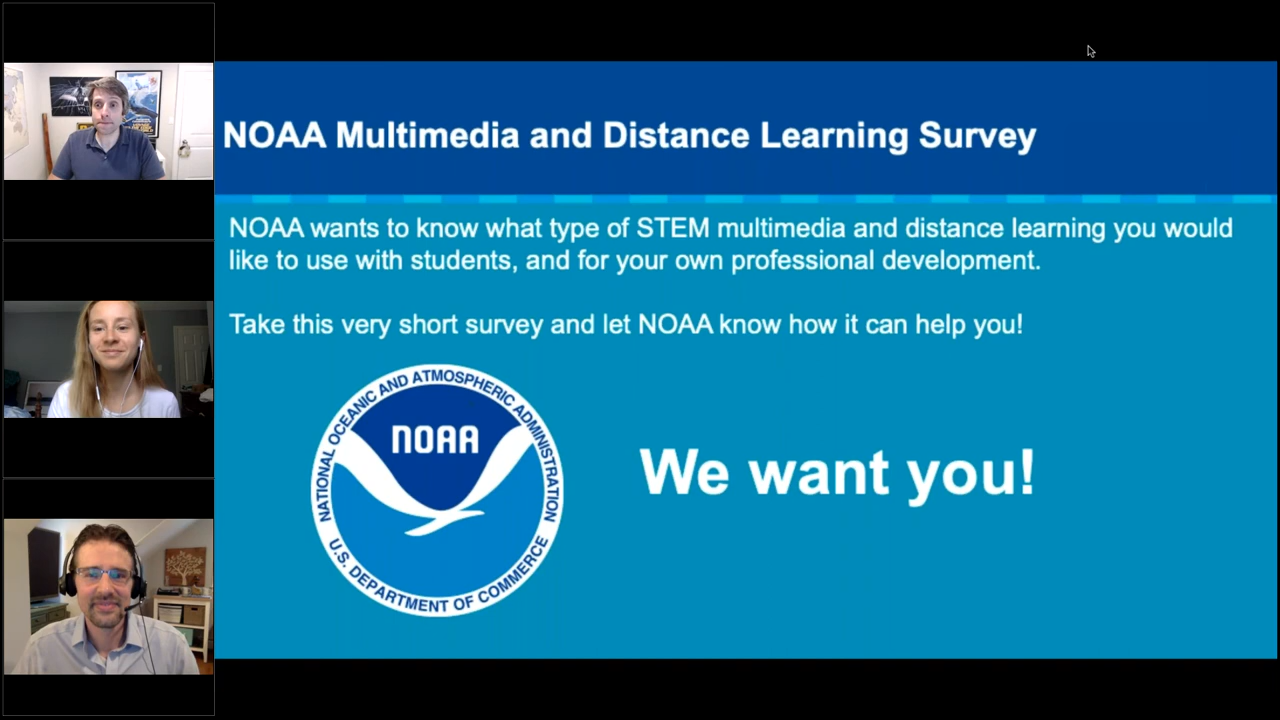 NOAA Multimedia and Distance Learning Survey
NOAA wants to know what type of STEM multimedia and distance learning you would
like to use with students, and for your own professional development.
Take this very short survey and let NOAA know how it can help you!
NATIONAL OCEANIC AND ATMOSPHERIC ADMINISTRATION
NOAA
U.S. DEPARTMENT OF COMMERCE
We want you!